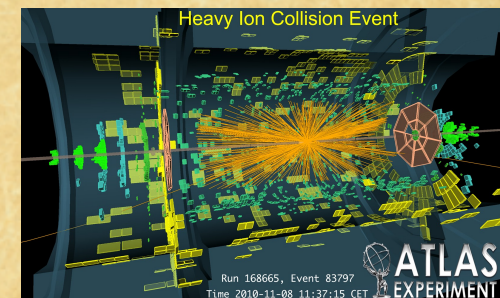 Heavy Ion Collision Event
Run 168665, Event 83797
Time 2010-11-08 11:37:15 CET
ATLAS
EXPERIMENT